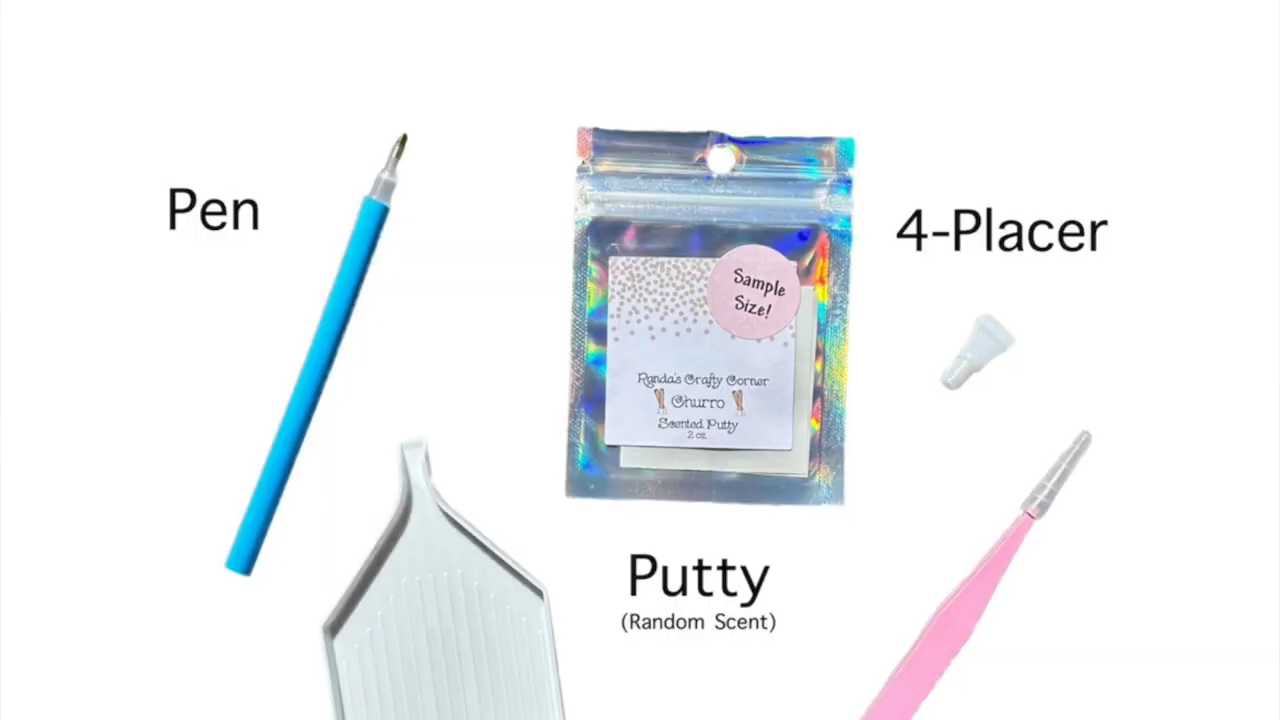 Pen
4-Placer
Sample
Size!
Randa's Crafty Corner
Churro
Scented Putty
2 oz.
Putty
(Random Scent)